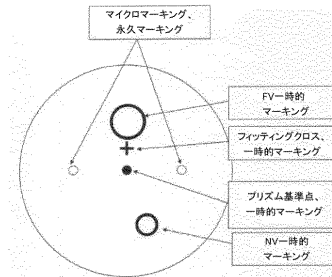 マイクロマーキング、
永久マーキング
FV一時的
マーキング
フィッティングクロス、
一時的マーキング
プリズム基準点、
一時的マーキング
NV一時的
マーキング